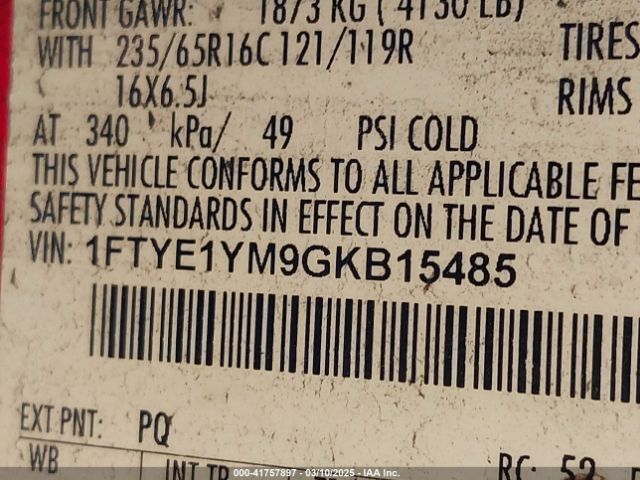 FRONT GAWR: 1873 KG ( 4130 LB)
WITH 235/65R16C 121/119R TIRES
16X6.5J RIMS
AT 340 kPa/ 49 PSI COLD
THIS VEHICLE CONFORMS TO ALL APPLICABLE FE
SAFETY STANDARDS IN EFFECT ON THE DATE OF
VIN: 1FTYE1YM9GKB15485
EXT PNT: PQ
WB INT TR RC: 52
000-41757897 - 03/10/2025 - IAA Inc.